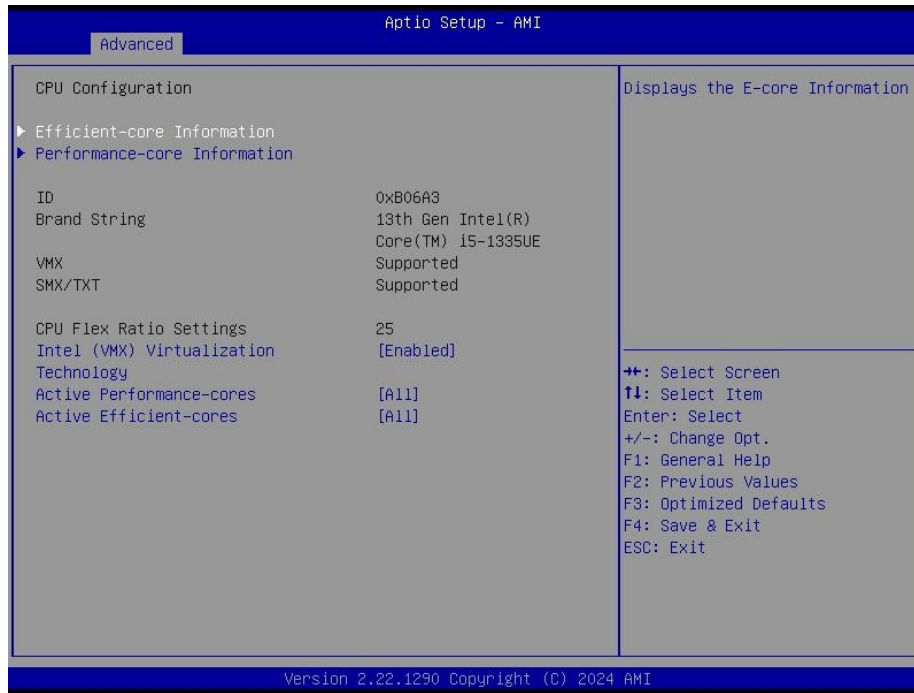 Aptio Setup - AMI
Advanced
CPU Configuration
Efficient-core Information
Performance-core Information
ID 0xB06A3
Brand String 13th Gen Intel(R)
Core(TM) i5-1335UE
VMX Supported
SMX/TXT Supported
CPU Flex Ratio Settings 25
Intel (VMX) Virtualization [Enabled]
Technology
Active Performance-cores [All]
Active Efficient-cores [All]
Displays the E-core Information
→←: Select Screen
↑↓: Select Item
Enter: Select
+/-: Change Opt.
F1: General Help
F2: Previous Values
F3: Optimized Defaults
F4: Save & Exit
ESC: Exit
Version 2.22.1290 Copyright (C) 2024 AMI